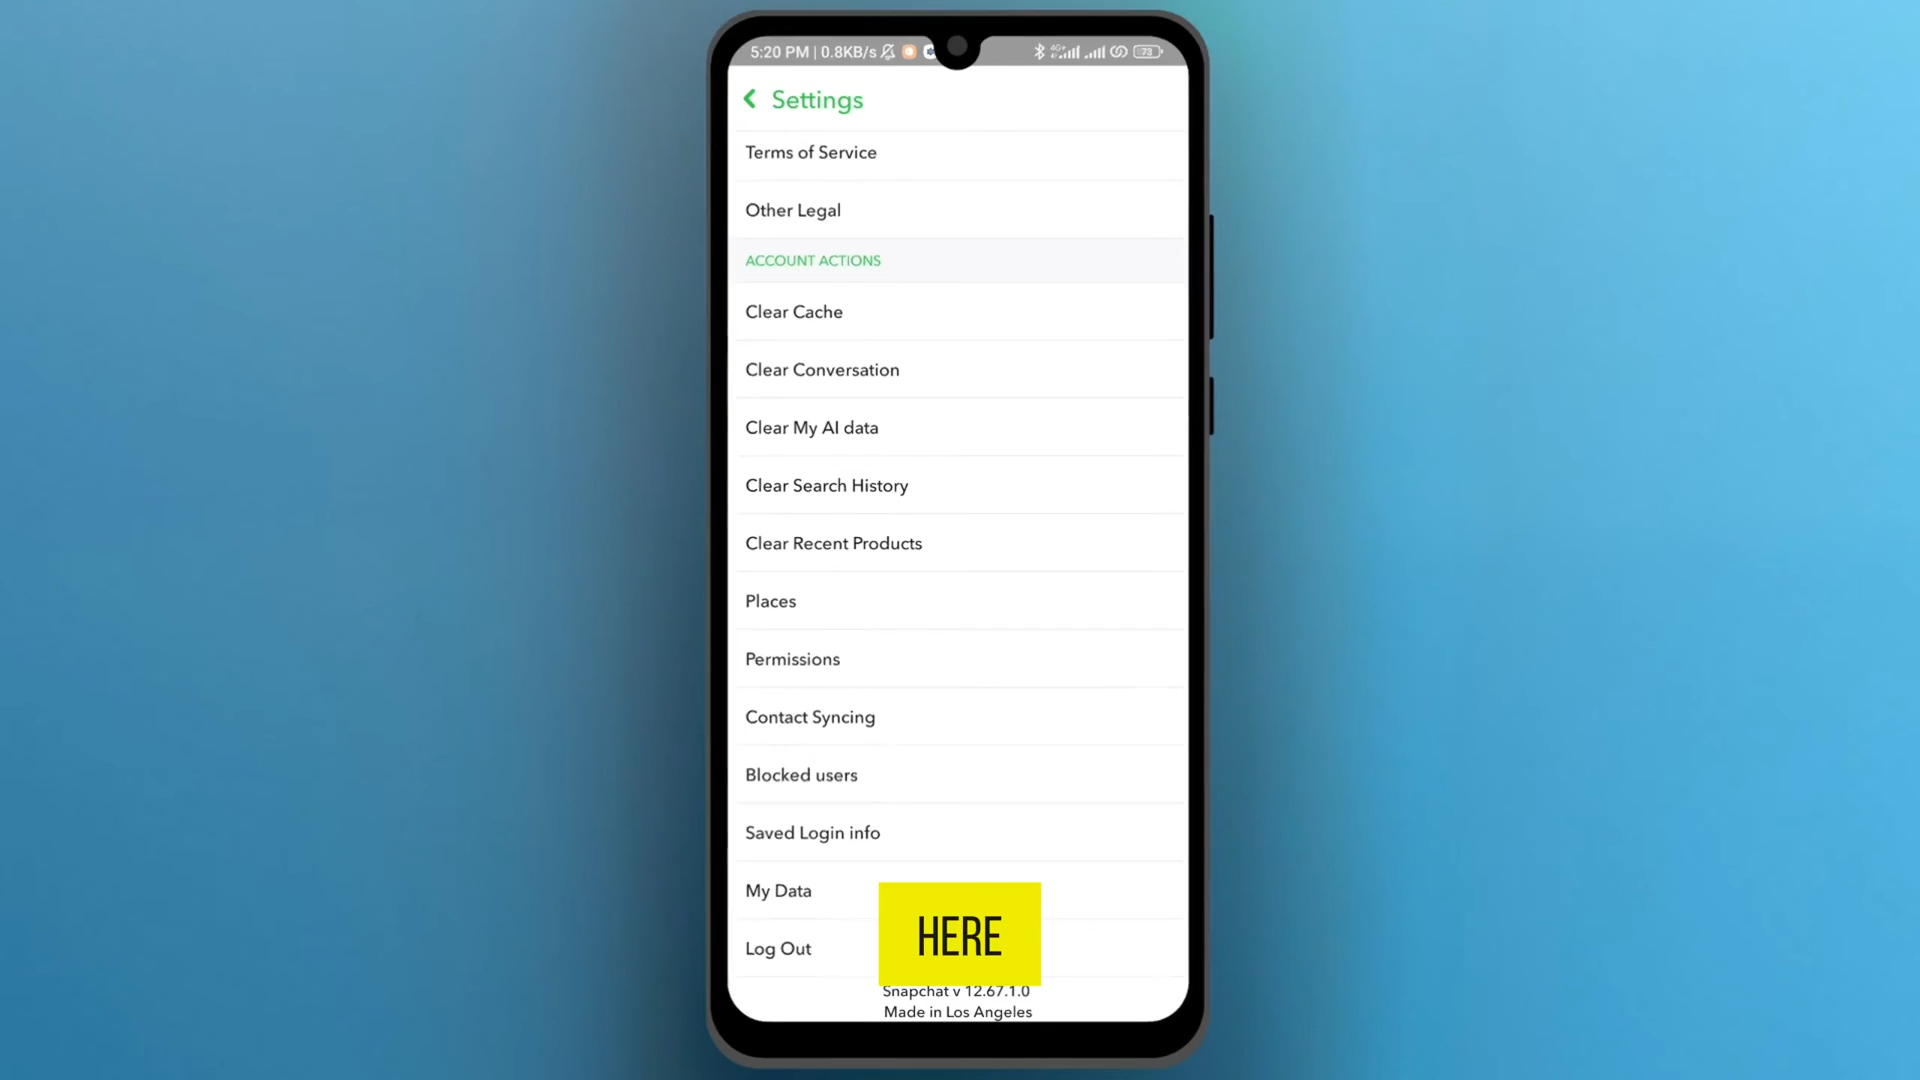 5:20 PM | 0.8KB/s 4G+ 73
Settings
Terms of Service
Other Legal
ACCOUNT ACTIONS
Clear Cache
Clear Conversation
Clear My AI data
Clear Search History
Clear Recent Products
Places
Permissions
Contact Syncing
Blocked users
Saved Login info
My Data
HERE
Log Out
Snapchat v 12.67.1.0
Made in Los Angeles